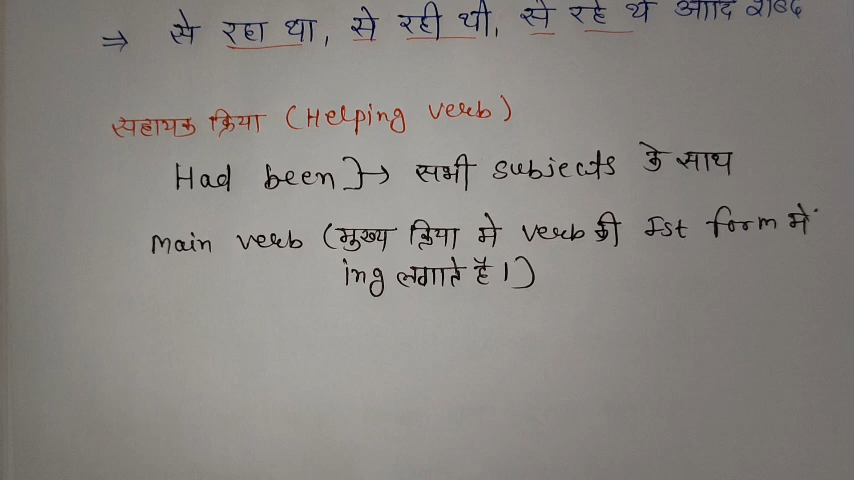 ⇒ से रहा था, से रही थी, से रहे थे आदि शब्द
सहायक क्रिया (Helping verb)
Had been }→ सभी subjects के साथ
Main verb (मुख्य क्रिया मे verb की Ist form में
ing लगाते है।)